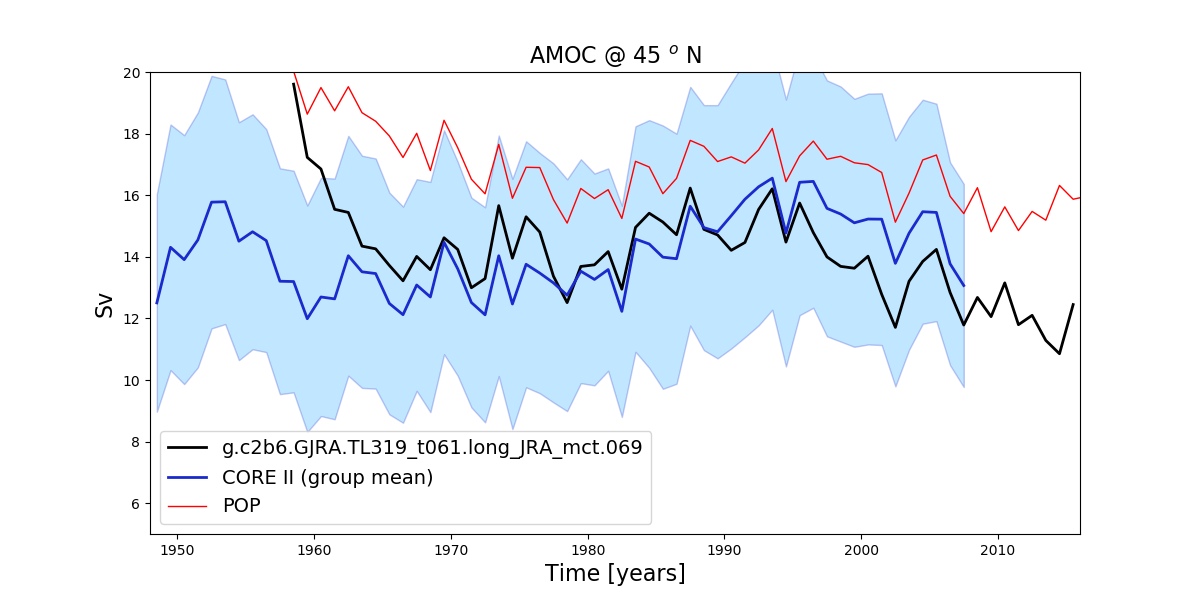 AMOC @ 45 ° N
20
18
16
14
12
10
8
6
Sv
g.c2b6.GJRA.TL319_t061.long_JRA_mct.069
CORE II (group mean)
POP
1950 1960 1970 1980 1990 2000 2010
Time [years]